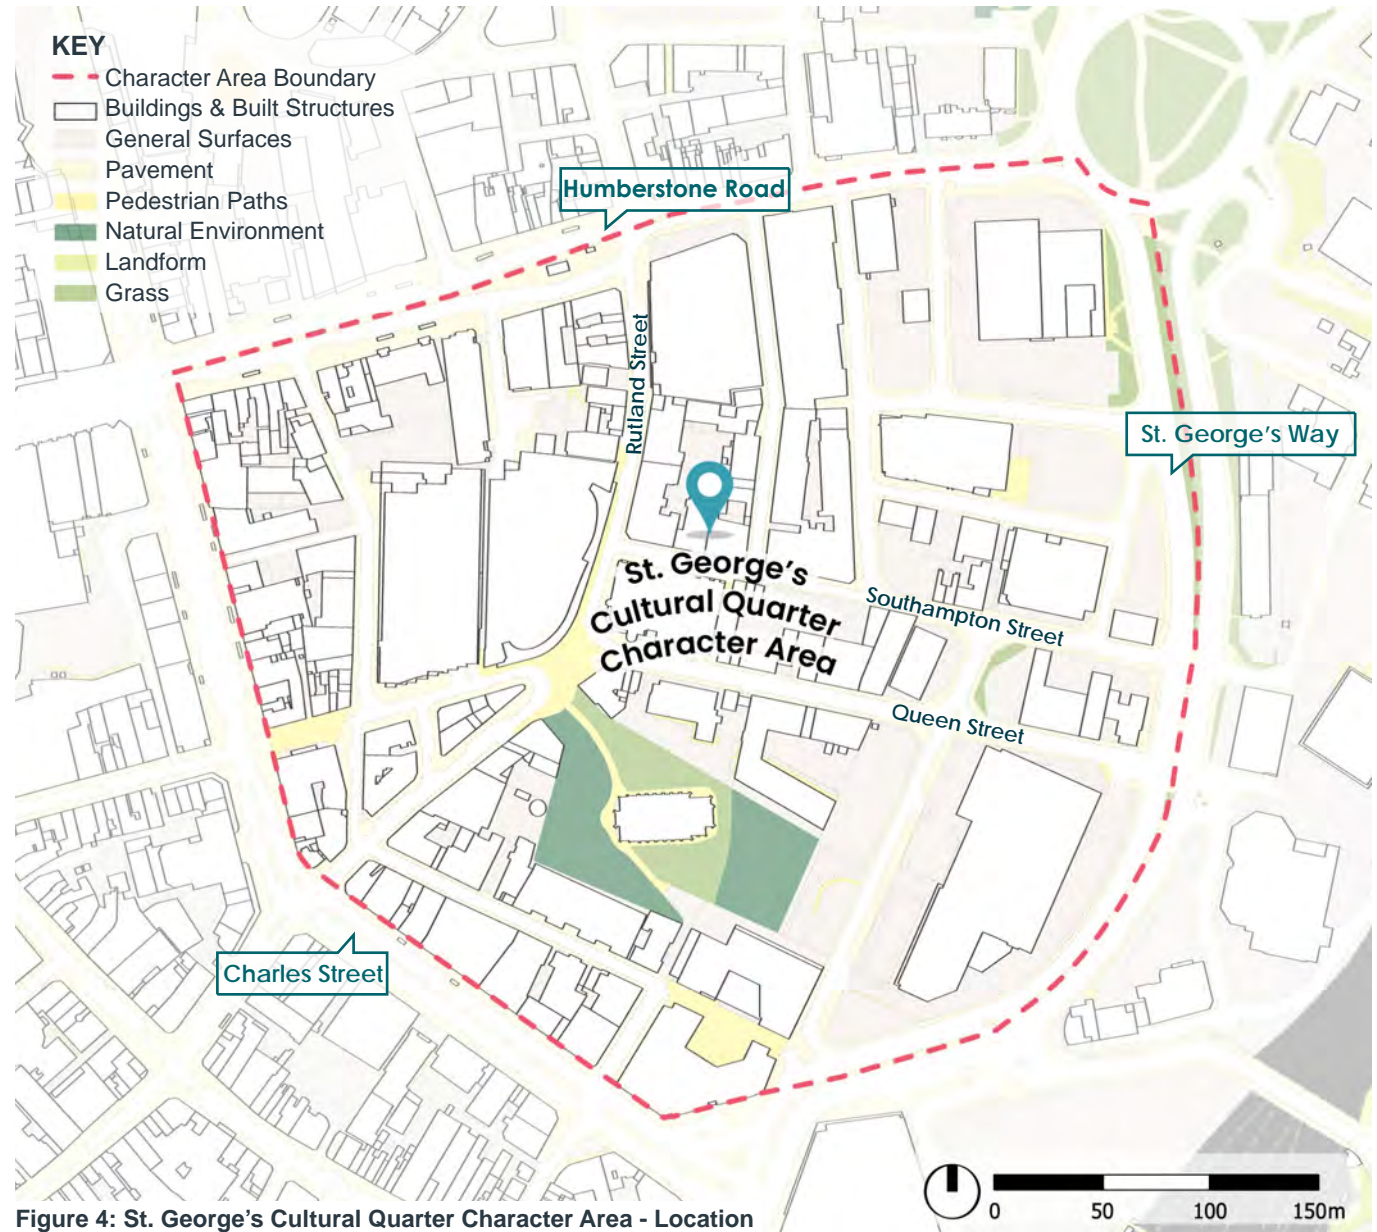 KEY
Character Area Boundary
Buildings & Built Structures
General Surfaces
Pavement
Pedestrian Paths
Natural Environment
Landform
Grass
Humberstone Road
Rutland Street
St. George's Way
St. George's
Cultural Quarter
Character Area
Southampton Street
Queen Street
Charles Street
0 50 100 150m
Figure 4: St. George's Cultural Quarter Character Area - Location